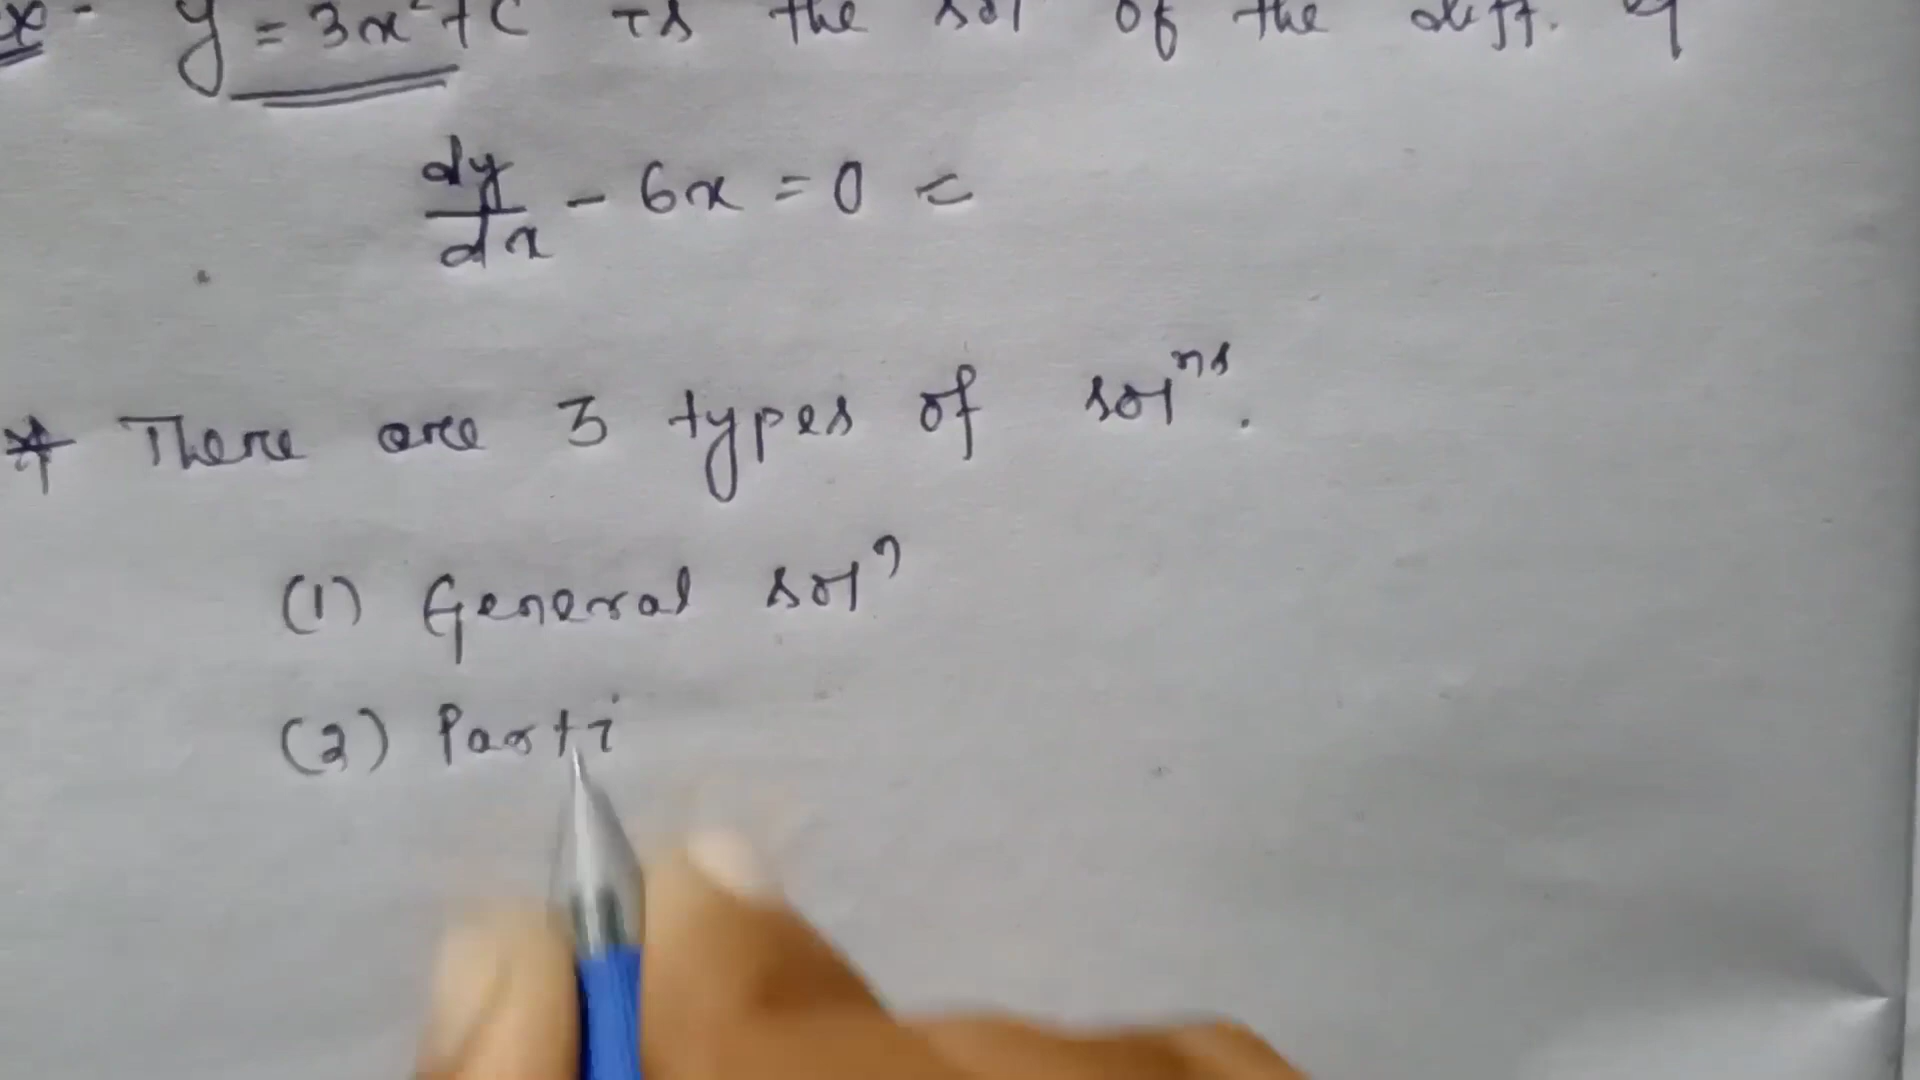 y = 3x² + C is the sol of the diff. eq
dy/dx - 6x = 0 =
* There are 3 types of solⁿˢ.
(1) General solⁿ
(2) Parti